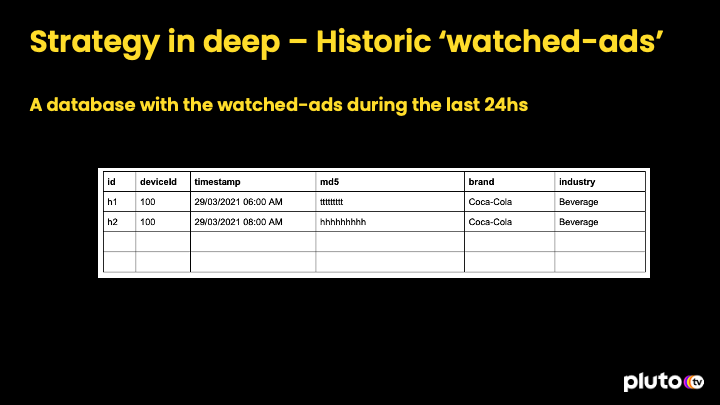 Strategy in deep – Historic ‘watched-ads’
A database with the watched-ads during the last 24hs
id deviceId timestamp md5 brand industry
h1 100 29/03/2021 06:00 AM ttttttttt Coca-Cola Beverage
h2 100 29/03/2021 08:00 AM hhhhhhhhh Coca-Cola Beverage
pluto tv